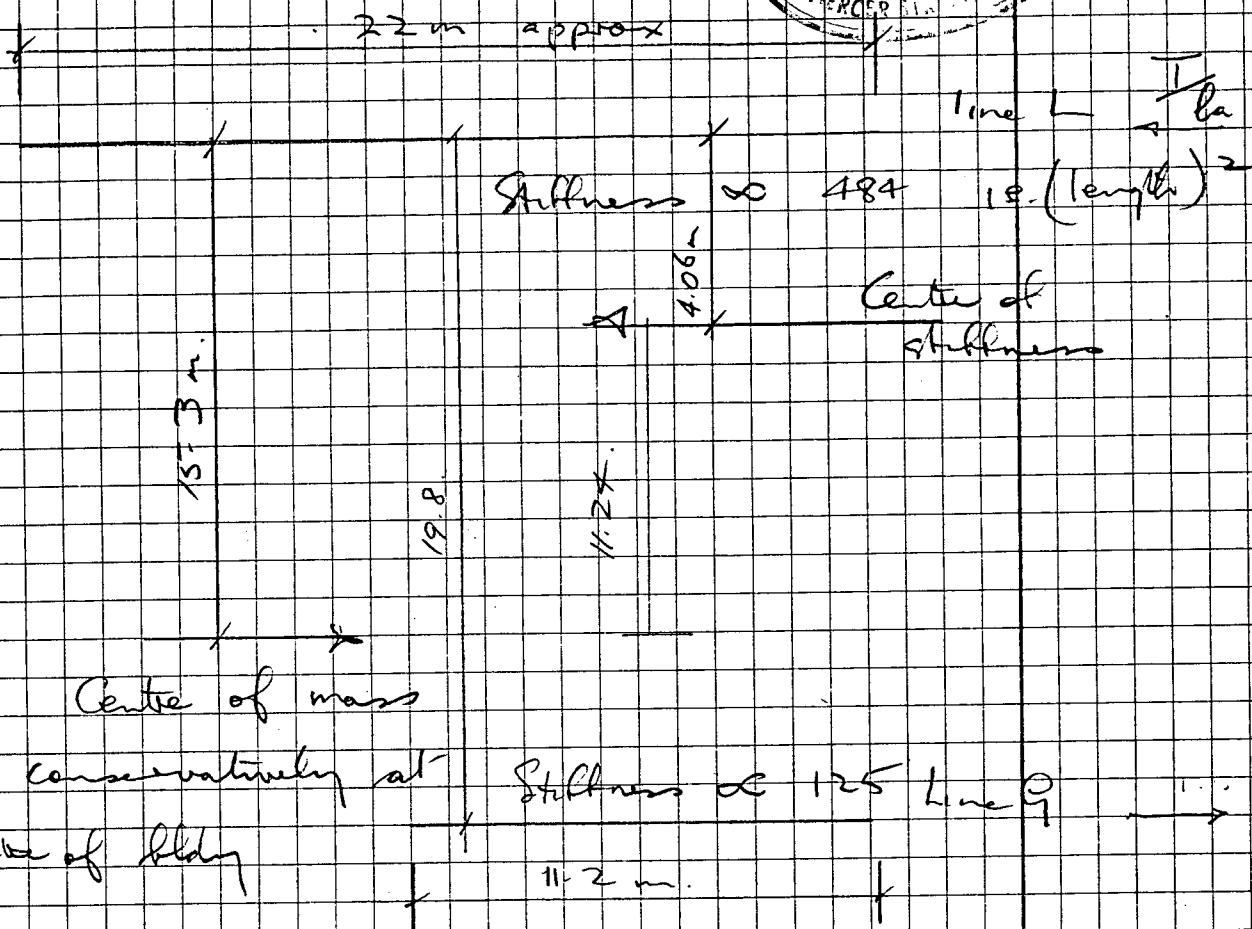 22 m approx
line L
Stiffness ∝ 484 ie. (length)²
4.06 m
Centre of
stiffness
15.3 m.
19.8
11.24.
Centre of mass
conservatively at
of bldg
Stiffness ∝ 125 Line G
11.2 m.